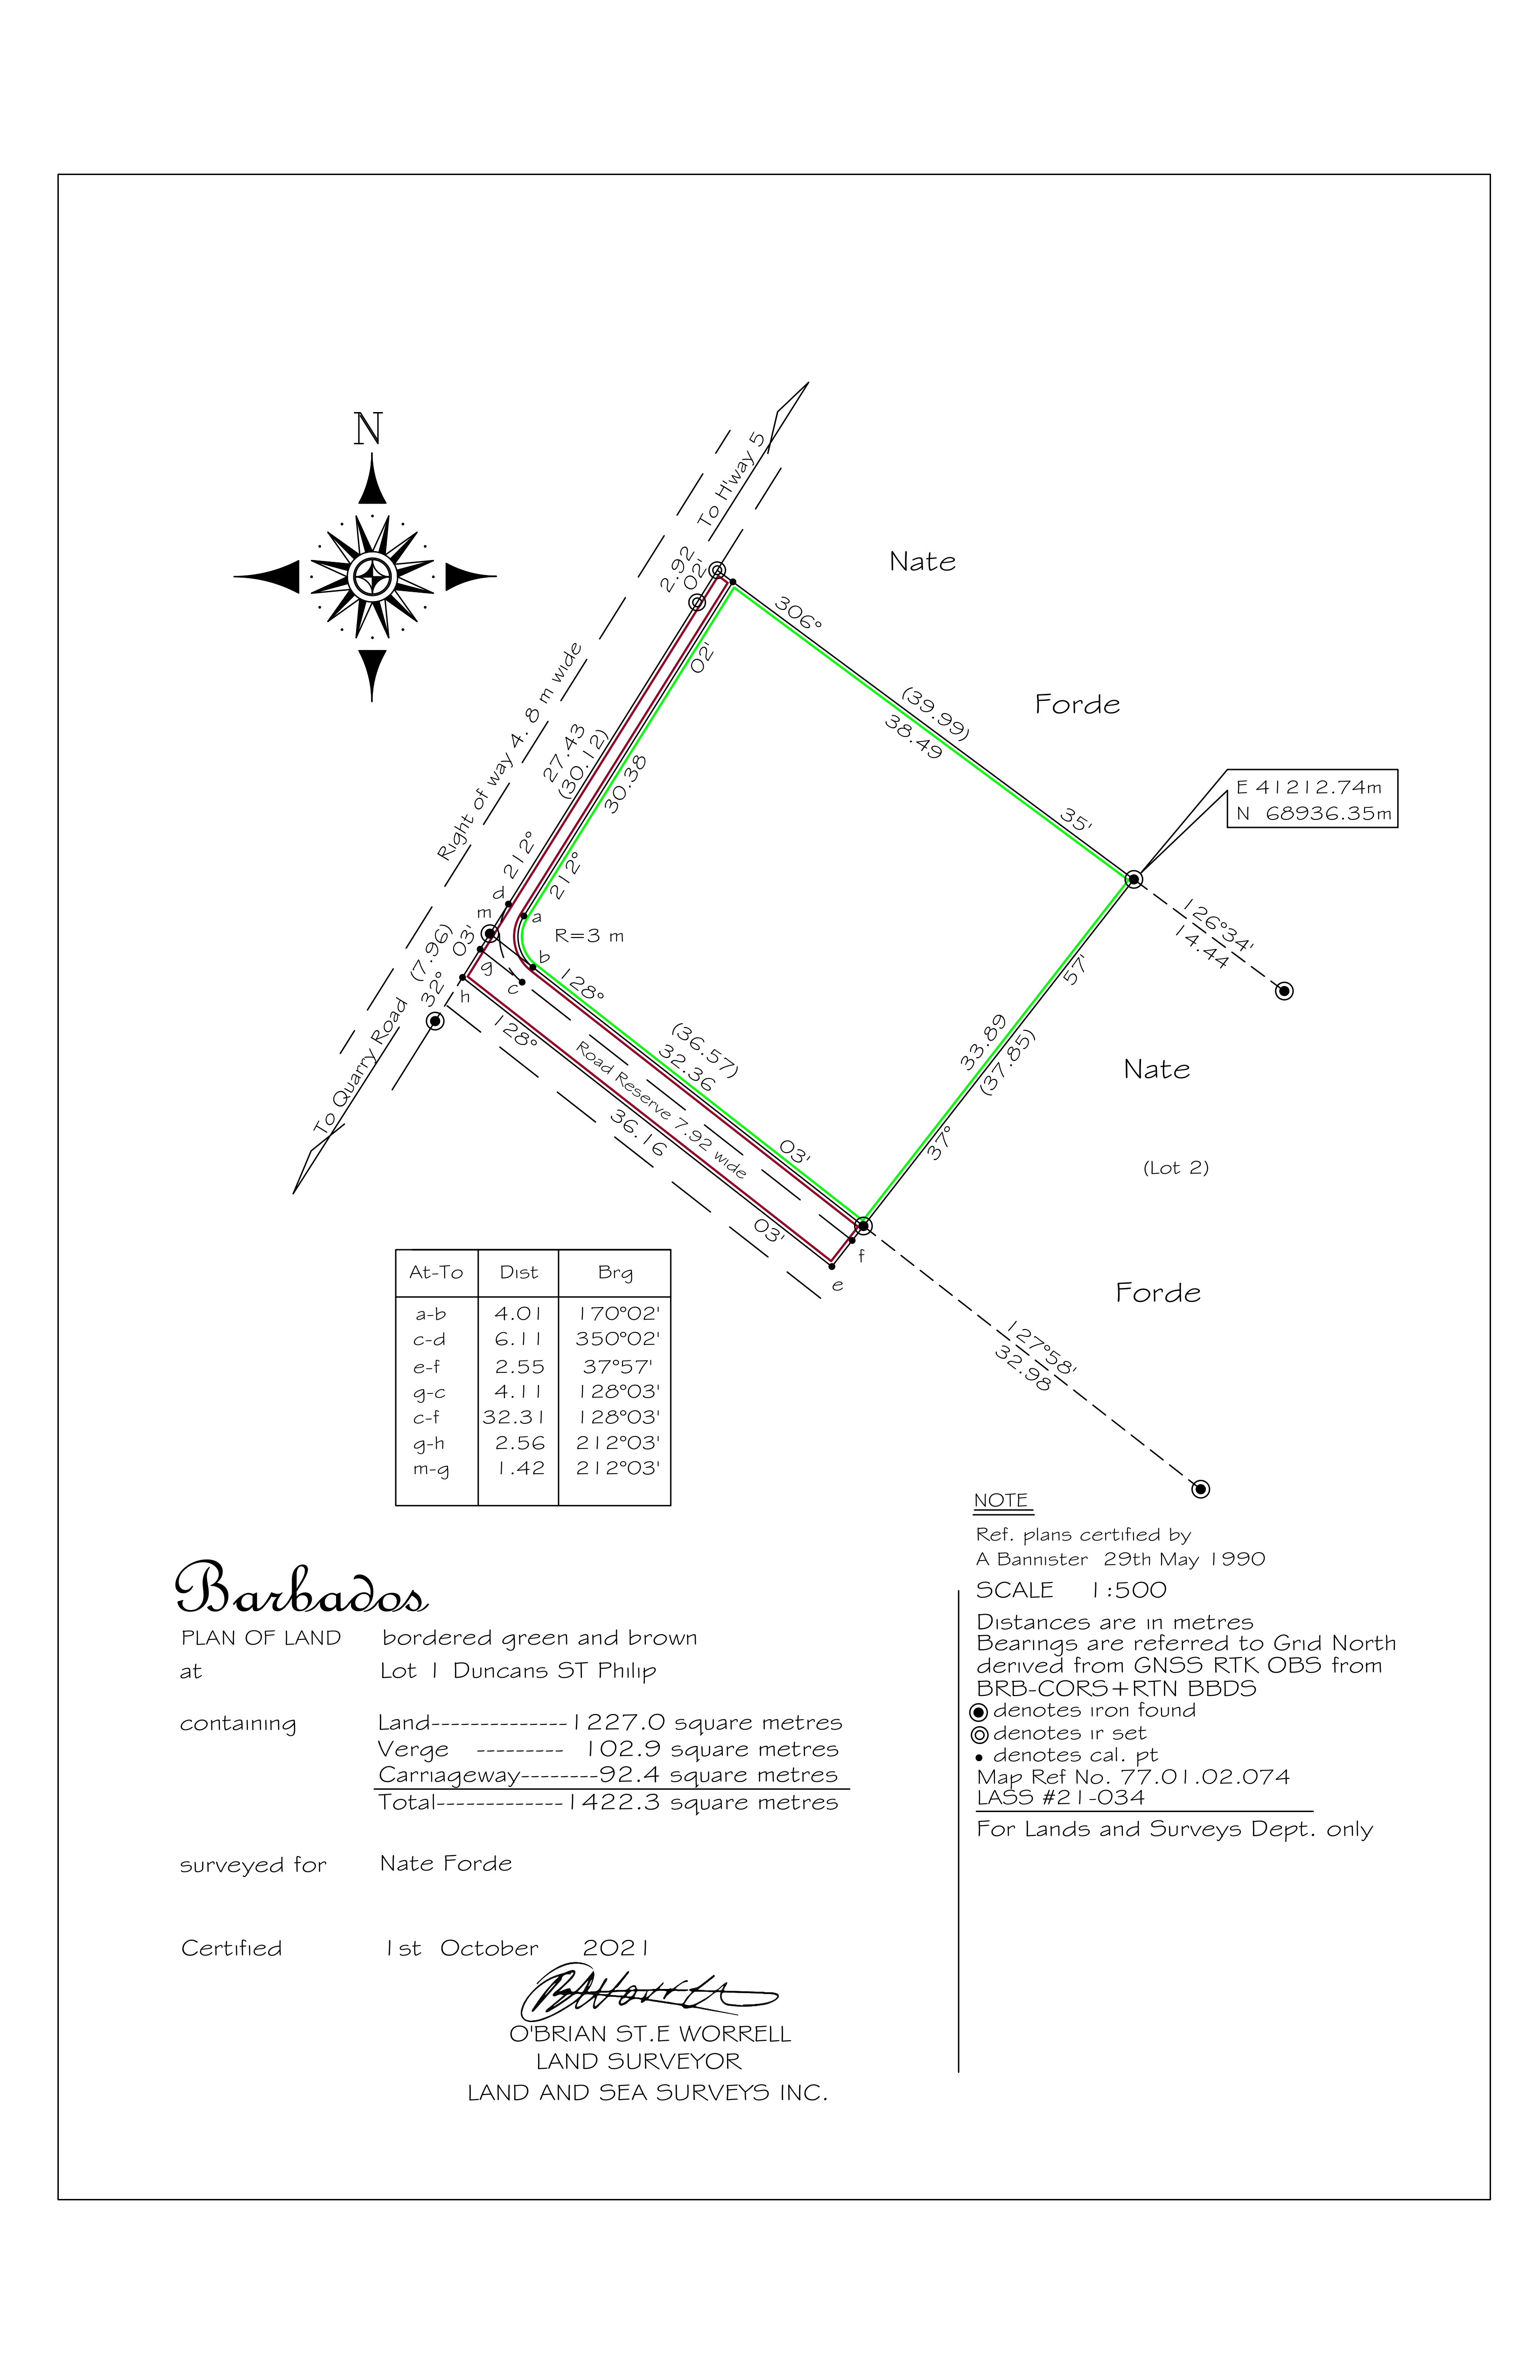 N
To H'way 5
2.92
02'
Nate
306°
02'
Right of way 4. 8 m wide
(39.99)
38.49
Forde
27.43
(30.12)
30.38
35'
E 41212.74m
N 68936.35m
212°
212°
d
m
a
R=3 m
03'
(7.96)
g
b
c
h
32°
128°
126°34'
14.44
57'
To Quarry Road
128°
(36.57)
32.36
33.89
(37.85)
Road Reserve 7.92 wide
36.16
Nate
37°
03'
(Lot 2)
03'
f
e
Forde
127°58'
32.98
At-To Dist Brg
a-b 4.01 170°02'
c-d 6.11 350°02'
e-f 2.55 37°57'
g-c 4.11 128°03'
c-f 32.31 128°03'
g-h 2.56 212°03'
m-g 1.42 212°03'
Barbados
PLAN OF LAND bordered green and brown
at Lot 1 Duncans ST Philip
containing Land--------------1227.0 square metres
Verge --------- 102.9 square metres
Carriageway--------92.4 square metres
Total-------------1422.3 square metres
surveyed for Nate Forde
Certified 1st October 2021
O'BRIAN ST.E WORRELL
LAND SURVEYOR
LAND AND SEA SURVEYS INC.
NOTE
Ref. plans certified by
A Bannister 29th May 1990
SCALE 1:500
Distances are in metres
Bearings are referred to Grid North
derived from GNSS RTK OBS from
BRB-CORS+RTN BBDS
denotes iron found
denotes ir set
denotes cal. pt
Map Ref No. 77.01.02.074
LASS #21-034
For Lands and Surveys Dept. only